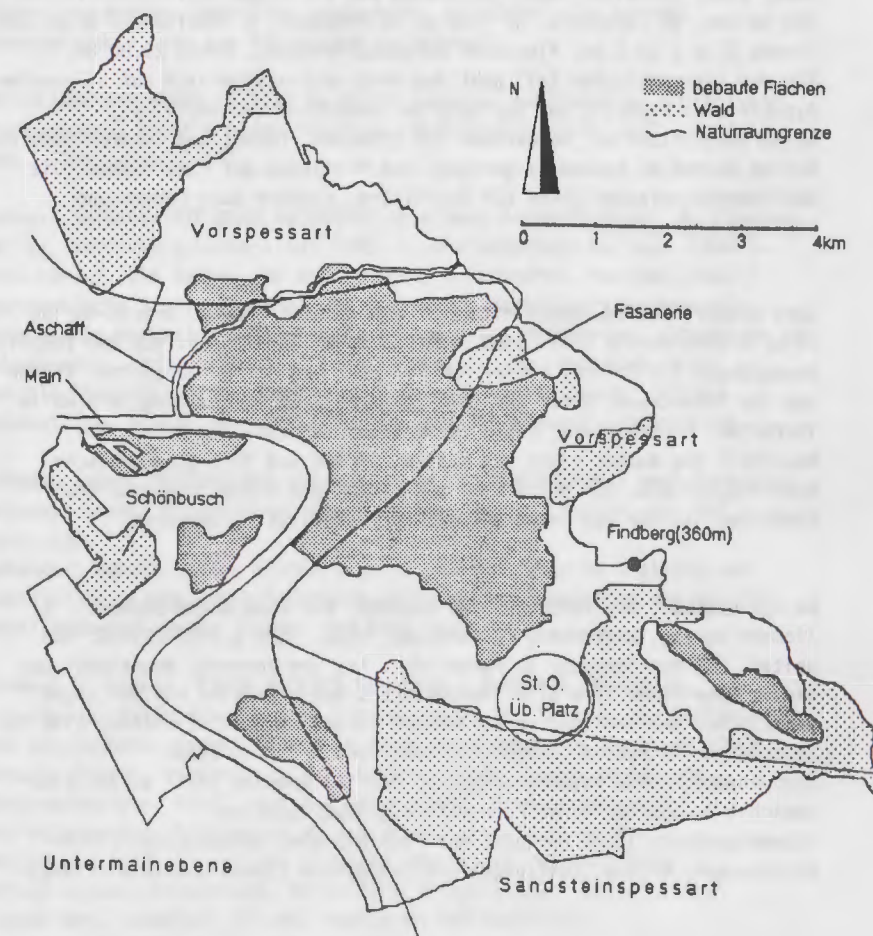 N
bebaute Flächen
Wald
Naturraumgrenze
0 1 2 3 4km
Vorspessart
Aschaff
Main
Fasanerie
Vorspessart
Schönbusch
Findberg(360m)
St. O.
Üb. Platz
Untermainebene
Sandsteinspessart